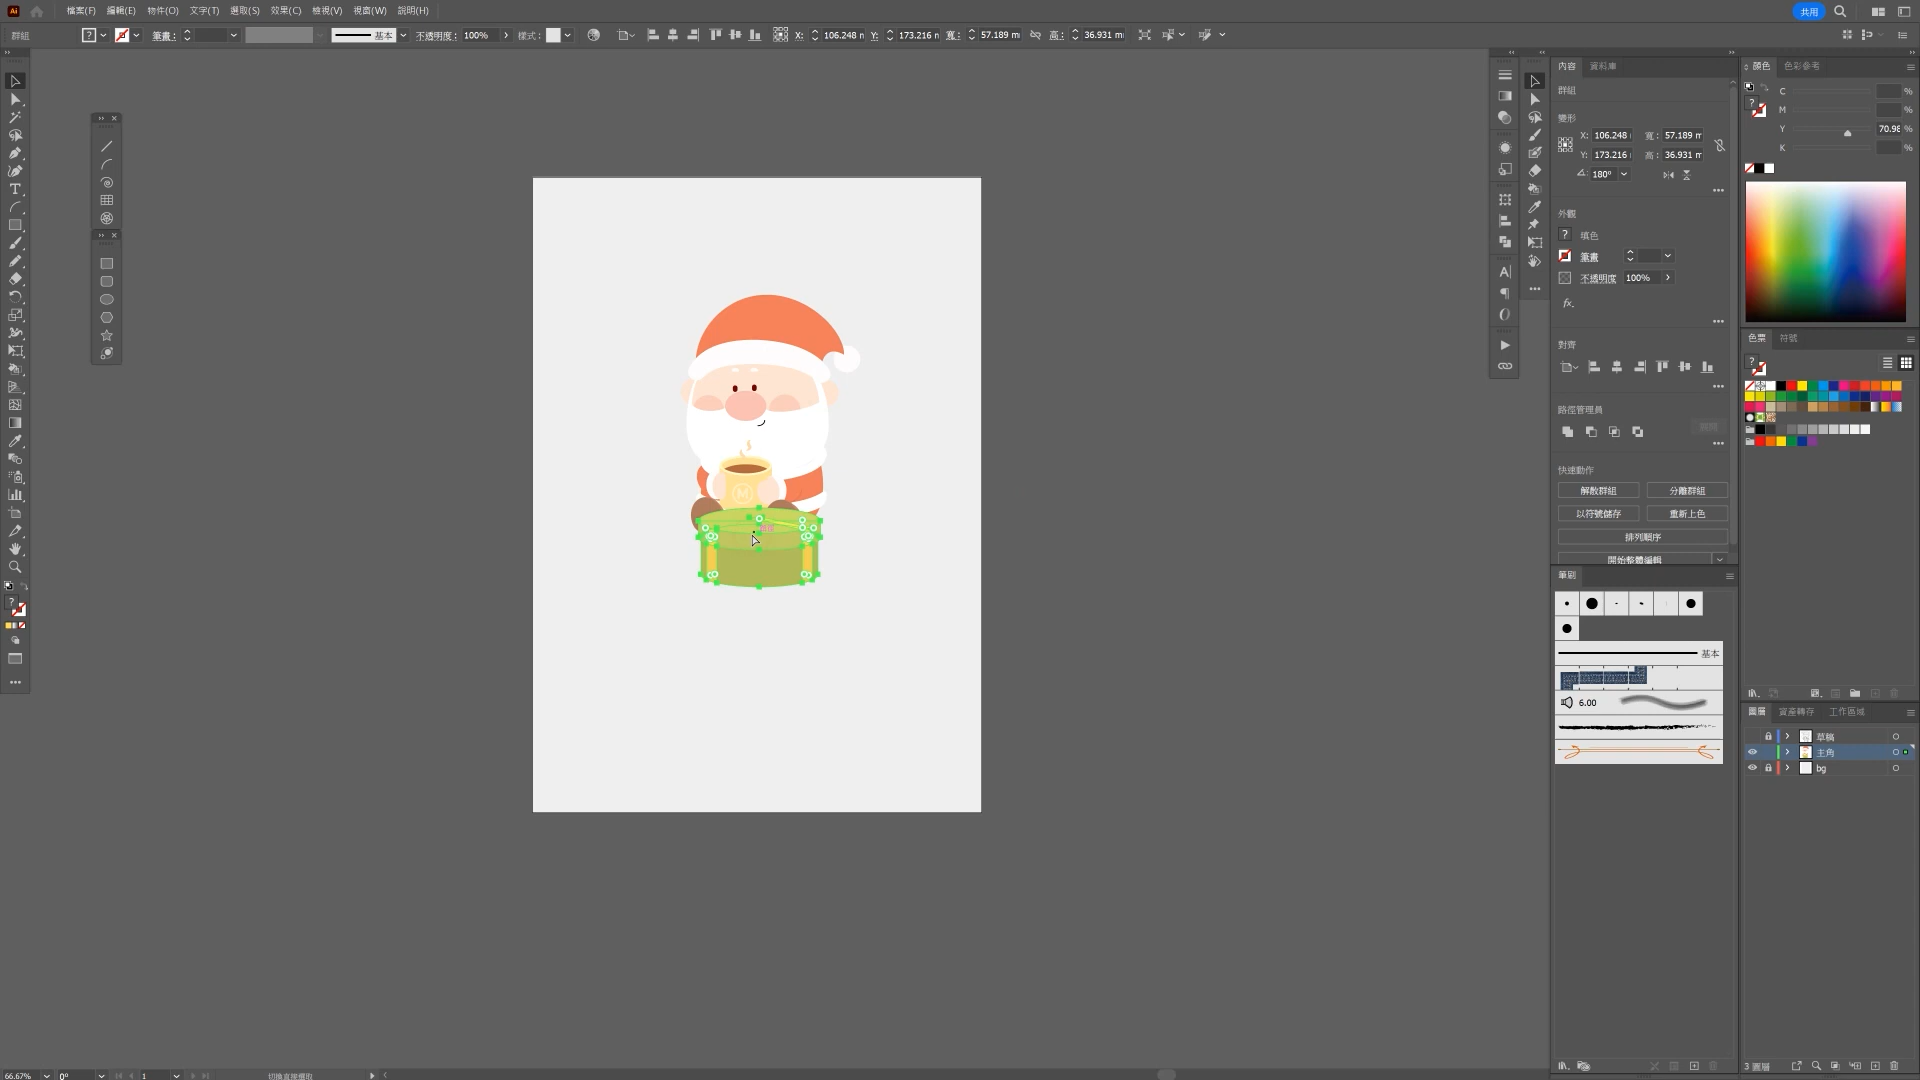 Ai 檔案(F) 編輯(E) 物件(O) 文字(T) 選取(S) 效果(C) 檢視(V) 視窗(W) 說明(H) 共用
群組 ? 筆畫： 基本 不透明度： 100% 樣式： X: 106.248 Y: 173.216 寬： 57.189 高： 36.931
內容 資料庫
群組
變形
X: 106.248 寬： 57.189
Y: 173.216 高： 36.931
180°
外觀
? 填色
筆畫
不透明度 100%
fx
對齊
路徑管理員
快速動作
解散群組 分離群組
以符號儲存 重新上色
排列順序
開始整體編輯
筆刷
基本
6.00
顏色 色彩參考
C %
M %
Y 70.98 %
K %
色票 符號
圖層 資產轉存 工作區域
草稿
主角
bg
3 圖層
M
66.67% 0° 1 切換直接選取